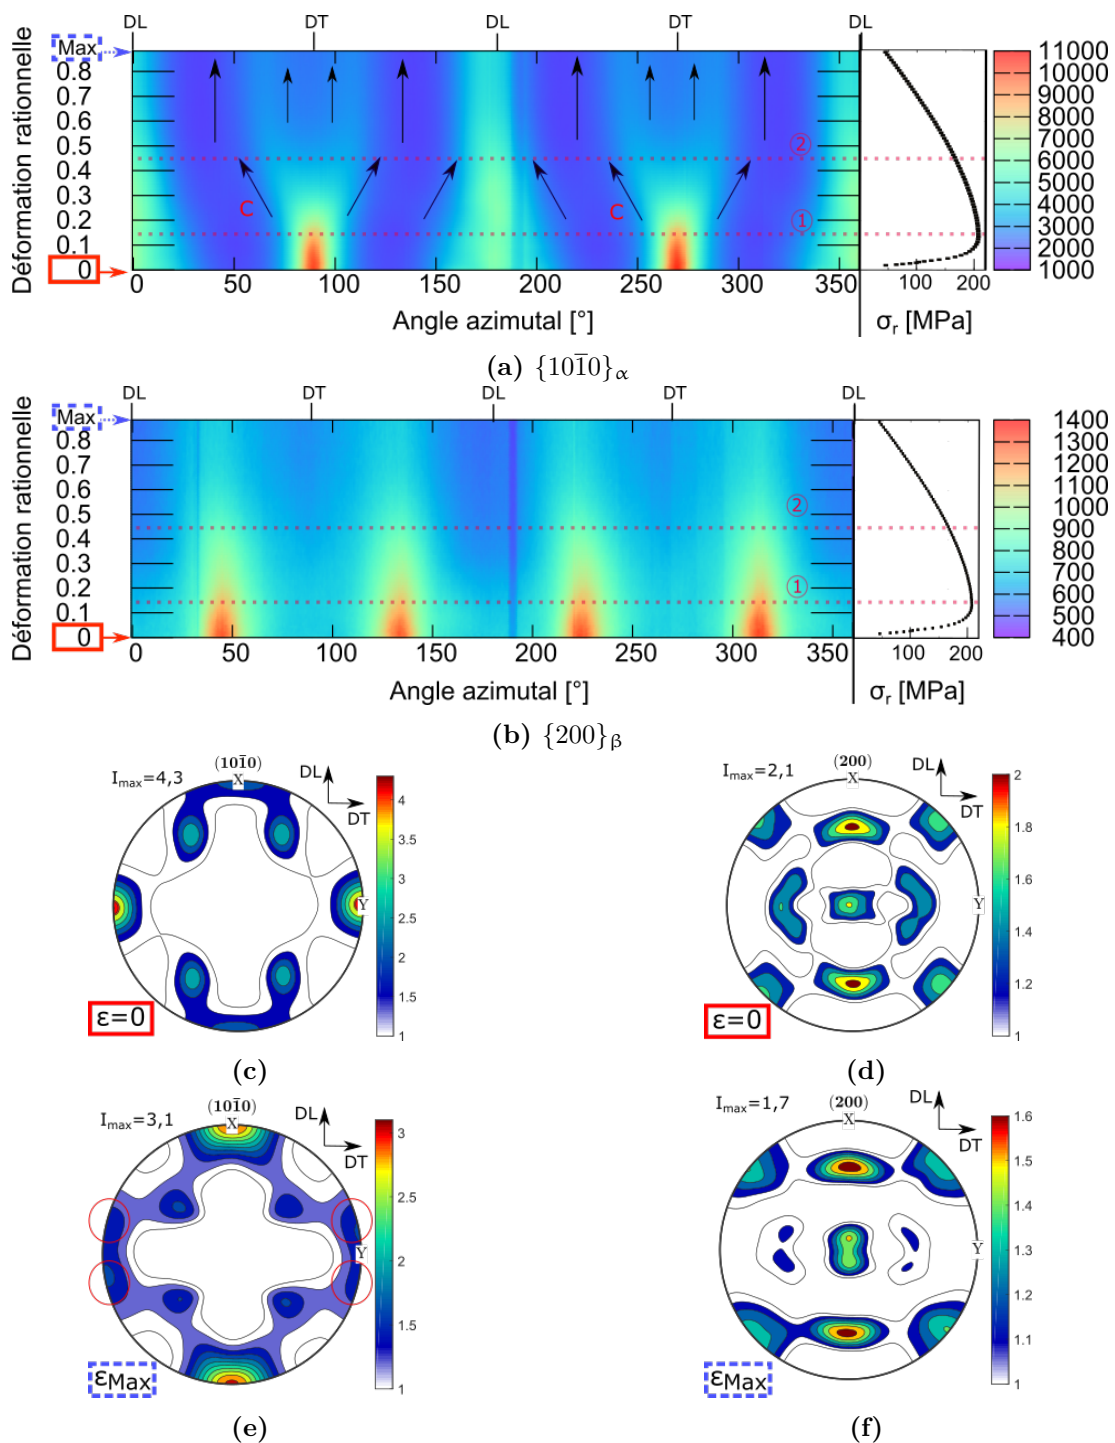 DL DT DL DT DL
Déformation rationnelle
Max
0.8
0.7
0.6
0.5
0.4
0.3
0.2
0.1
0
C C
②
①
0 50 100 150 200 250 300 350
Angle azimutal [°]
100 200
σr [MPa]
11000
10000
9000
8000
7000
6000
5000
4000
3000
2000
1000
(a) {101̅0}α
DL DT DL DT DL
Déformation rationnelle
Max
0.8
0.7
0.6
0.5
0.4
0.3
0.2
0.1
0
②
①
0 50 100 150 200 250 300 350
Angle azimutal [°]
100 200
σr [MPa]
1400
1300
1200
1100
1000
900
800
700
600
500
400
(b) {200}β
Imax=4,3
(101̅0)
X
Y
DL
DT
4
3.5
3
2.5
2
1.5
1
ε=0
(c)
Imax=2,1
(200)
X
Y
DL
DT
2
1.8
1.6
1.4
1.2
1
ε=0
(d)
Imax=3,1
(101̅0)
X
Y
DL
DT
3
2.5
2
1.5
1
εMax
(e)
Imax=1,7
(200)
X
Y
DL
DT
1.6
1.5
1.4
1.3
1.2
1.1
1
εMax
(f)